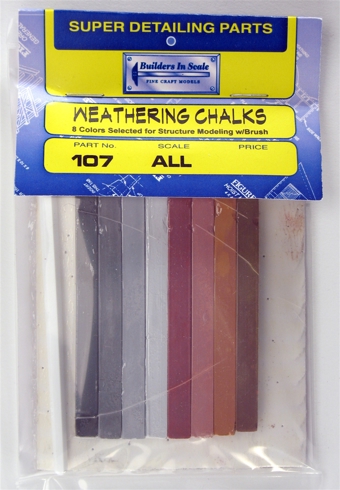 SUPER DETAILING PARTS
Builders In Scale
FINE CRAFT MODELS
WEATHERING CHALKS
8 Colors Selected for Structure Modeling w/Brush
PART No. SCALE PRICE
107 ALL
FIGURE